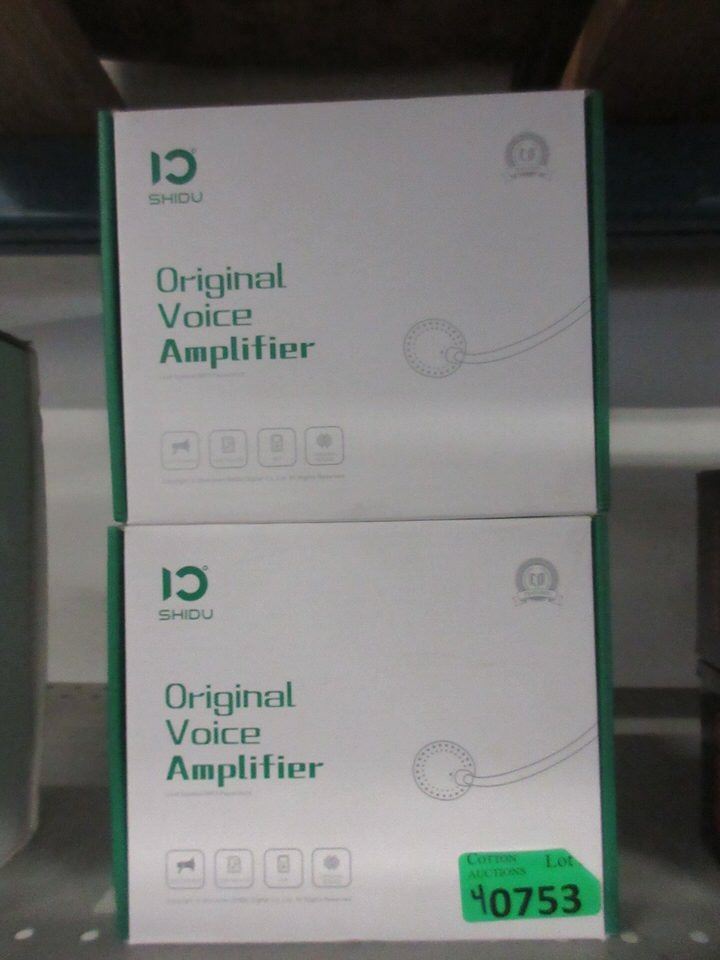 SHIDU
Original
Voice
Amplifier
SHIDU
Original
Voice
Amplifier
COTTON Lot
AUCTIONS
40753